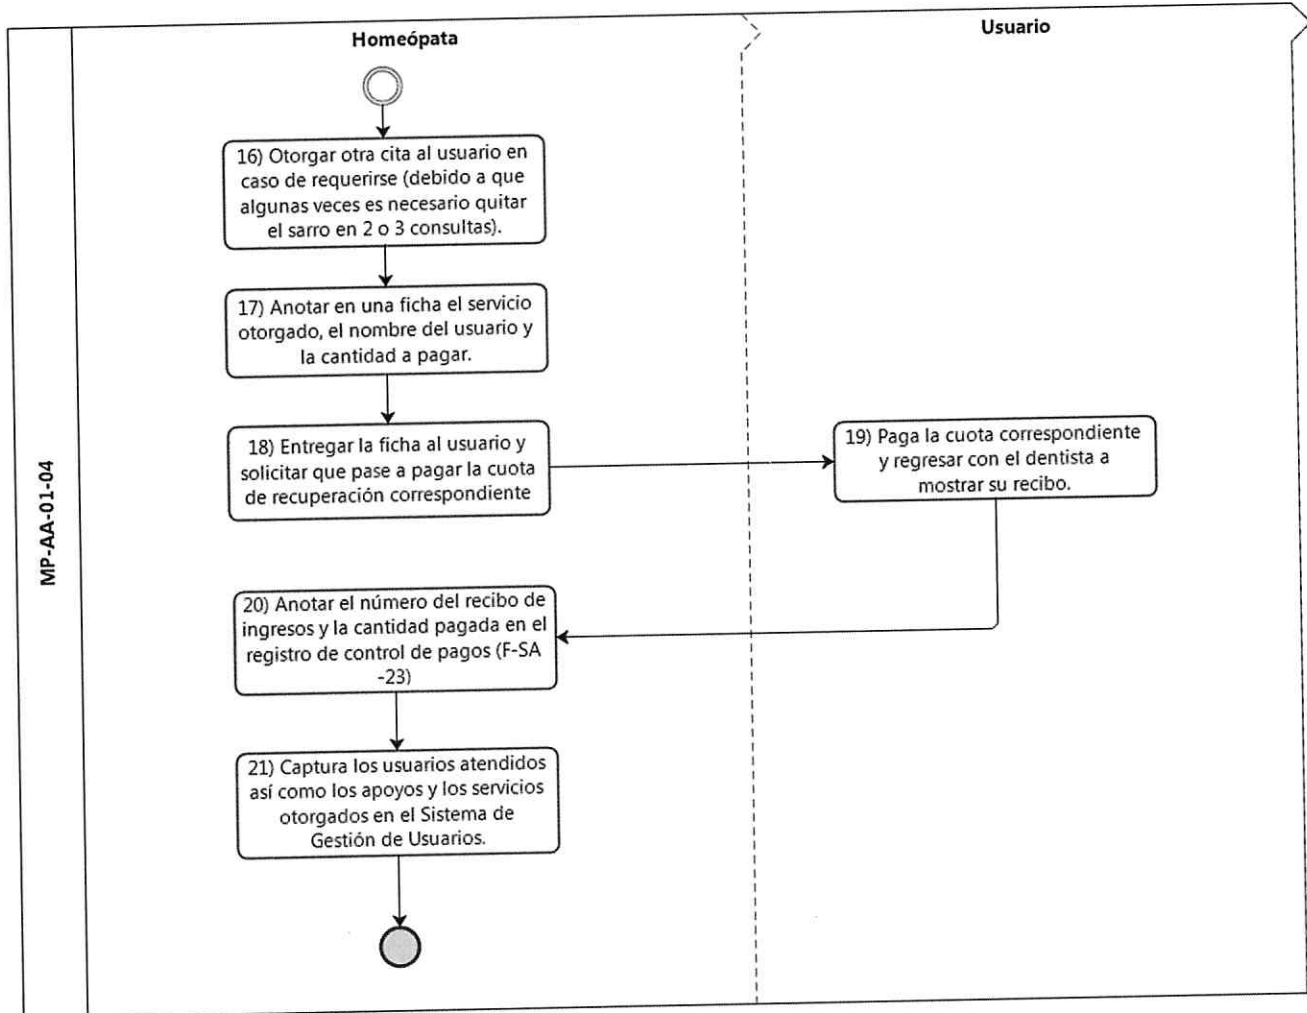 Homeópata
Usuario
MP-AA-01-04
16) Otorgar otra cita al usuario en
caso de requerirse (debido a que
algunas veces es necesario quitar
el sarro en 2 o 3 consultas).
17) Anotar en una ficha el servicio
otorgado, el nombre del usuario y
la cantidad a pagar.
18) Entregar la ficha al usuario y
solicitar que pase a pagar la cuota
de recuperación correspondiente
19) Paga la cuota correspondiente
y regresar con el dentista a
mostrar su recibo.
20) Anotar el número del recibo de
ingresos y la cantidad pagada en el
registro de control de pagos (F-SA
-23)
21) Captura los usuarios atendidos
así como los apoyos y los servicios
otorgados en el Sistema de
Gestión de Usuarios.